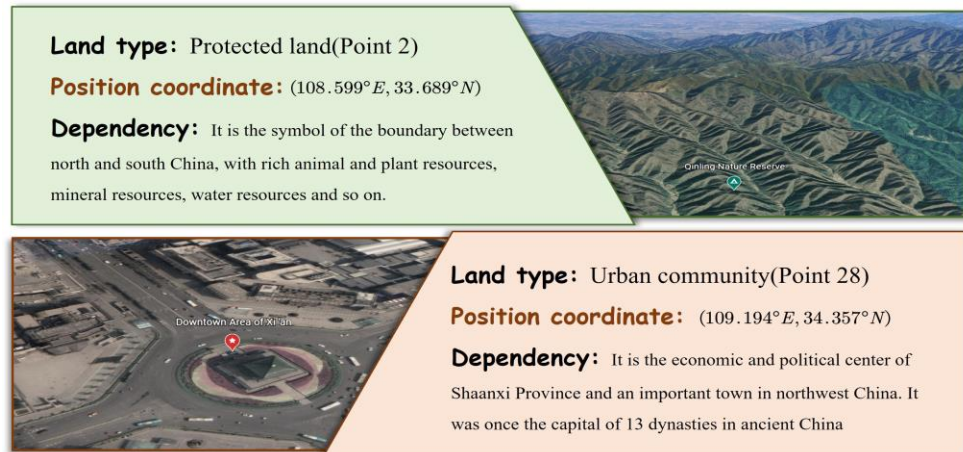 Land type: Protected land(Point 2)
Position coordinate: (108.599°E, 33.689°N)
Dependency: It is the symbol of the boundary between
north and south China, with rich animal and plant resources,
mineral resources, water resources and so on.
Qinling Nature Reserve
Downtown Area of Xi'an
Land type: Urban community(Point 28)
Position coordinate: (109.194°E, 34.357°N)
Dependency: It is the economic and political center of
Shaanxi Province and an important town in northwest China. It
was once the capital of 13 dynasties in ancient China